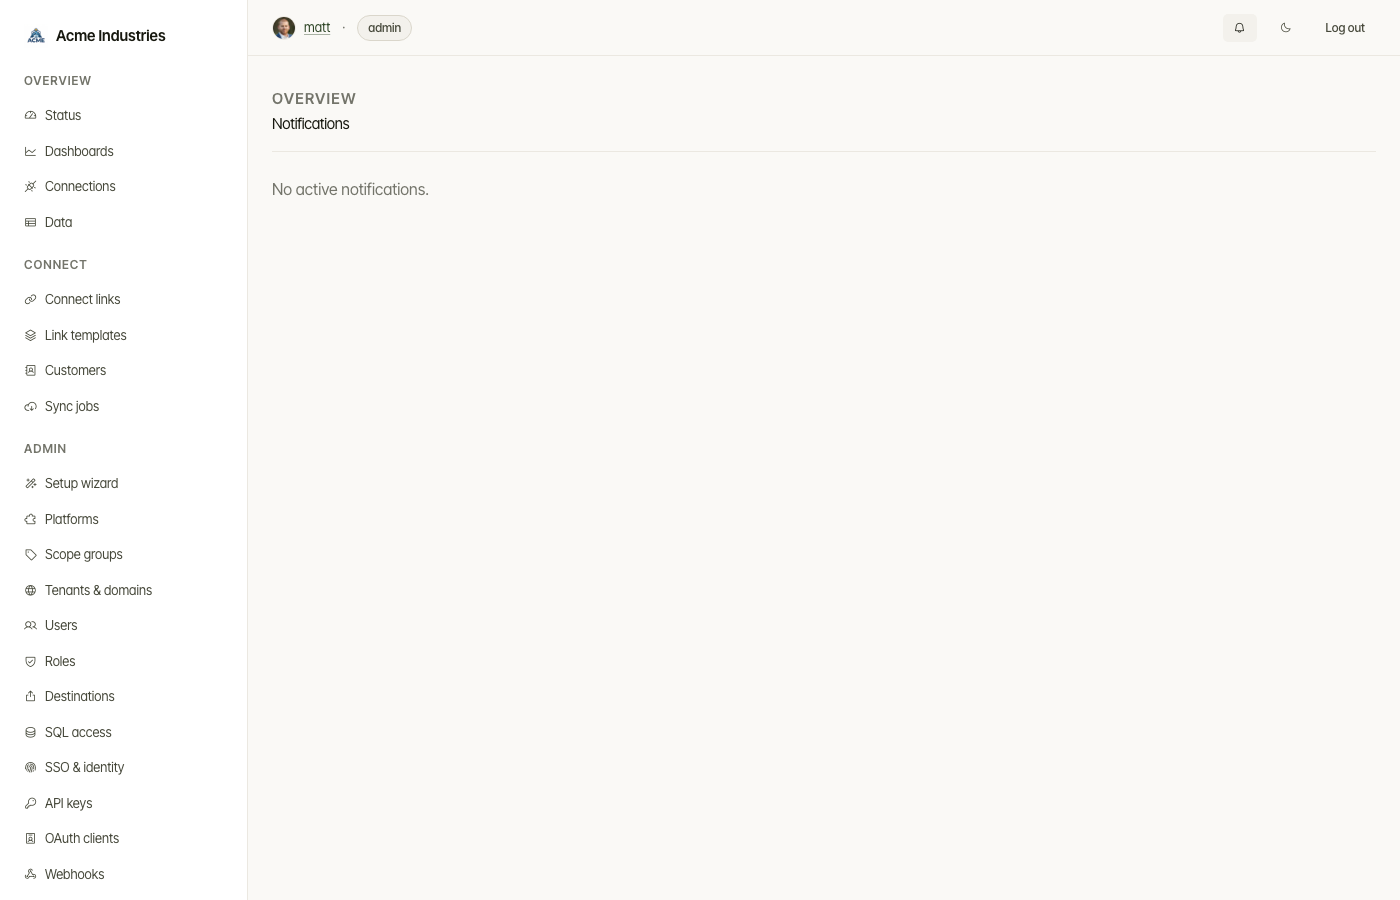 ACME
Acme Industries
OVERVIEW
Status
Dashboards
Connections
Data
CONNECT
Connect links
Link templates
Customers
Sync jobs
ADMIN
Setup wizard
Platforms
Scope groups
Tenants & domains
Users
Roles
Destinations
SQL access
SSO & identity
API keys
OAuth clients
Webhooks
matt · admin
Log out
OVERVIEW
Notifications
No active notifications.